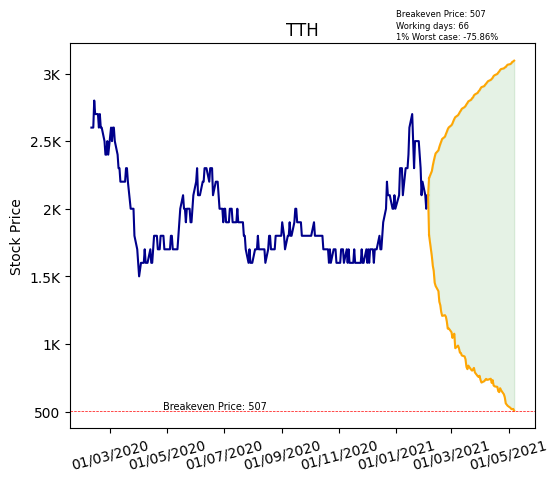 Breakeven Price: 507
Working days: 66
1% Worst case: -75.86%
TTH
Stock Price
3K
2.5K
2K
1.5K
1K
500
Breakeven Price: 507
01/03/2020
01/05/2020
01/07/2020
01/09/2020
01/11/2020
01/01/2021
01/03/2021
01/05/2021